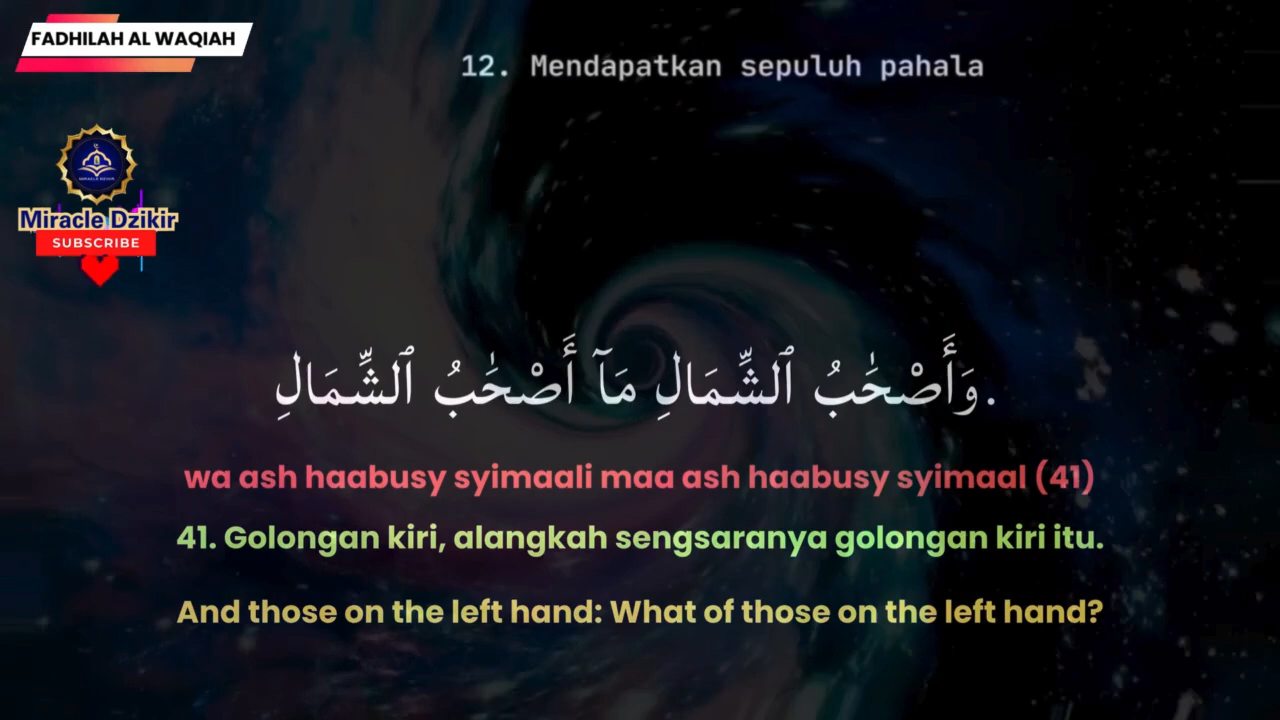 FADHILAH AL WAQIAH
12. Mendapatkan sepuluh pahala
Miracle Dzikir
SUBSCRIBE
وَأَصْحَٰبُ ٱلشِّمَالِ مَآ أَصْحَٰبُ ٱلشِّمَالِ.
wa ash haabusy syimaali maa ash haabusy syimaal (41)
41. Golongan kiri, alangkah sengsaranya golongan kiri itu.
And those on the left hand: What of those on the left hand?